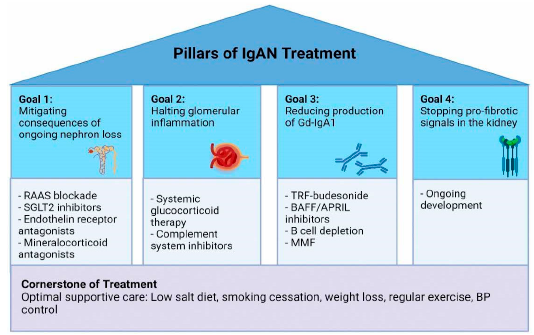 Pillars of IgAN Treatment
Goal 1:
Mitigating
consequences of
ongoing nephron loss
- RAAS blockade
- SGLT2 inhibitors
- Endothelin receptor
antagonists
- Mineralocorticoid
antagonists
Goal 2:
Halting glomerular
inflammation
- Systemic
glucocorticoid
therapy
- Complement
system inhibitors
Goal 3:
Reducing production
of Gd-IgA1
- TRF-budesonide
- BAFF/APRIL
inhibitors
- B cell depletion
- MMF
Goal 4:
Stopping pro-fibrotic
signals in the kidney
- Ongoing
development
Cornerstone of Treatment
Optimal supportive care: Low salt diet, smoking cessation, weight loss, regular exercise, BP
control